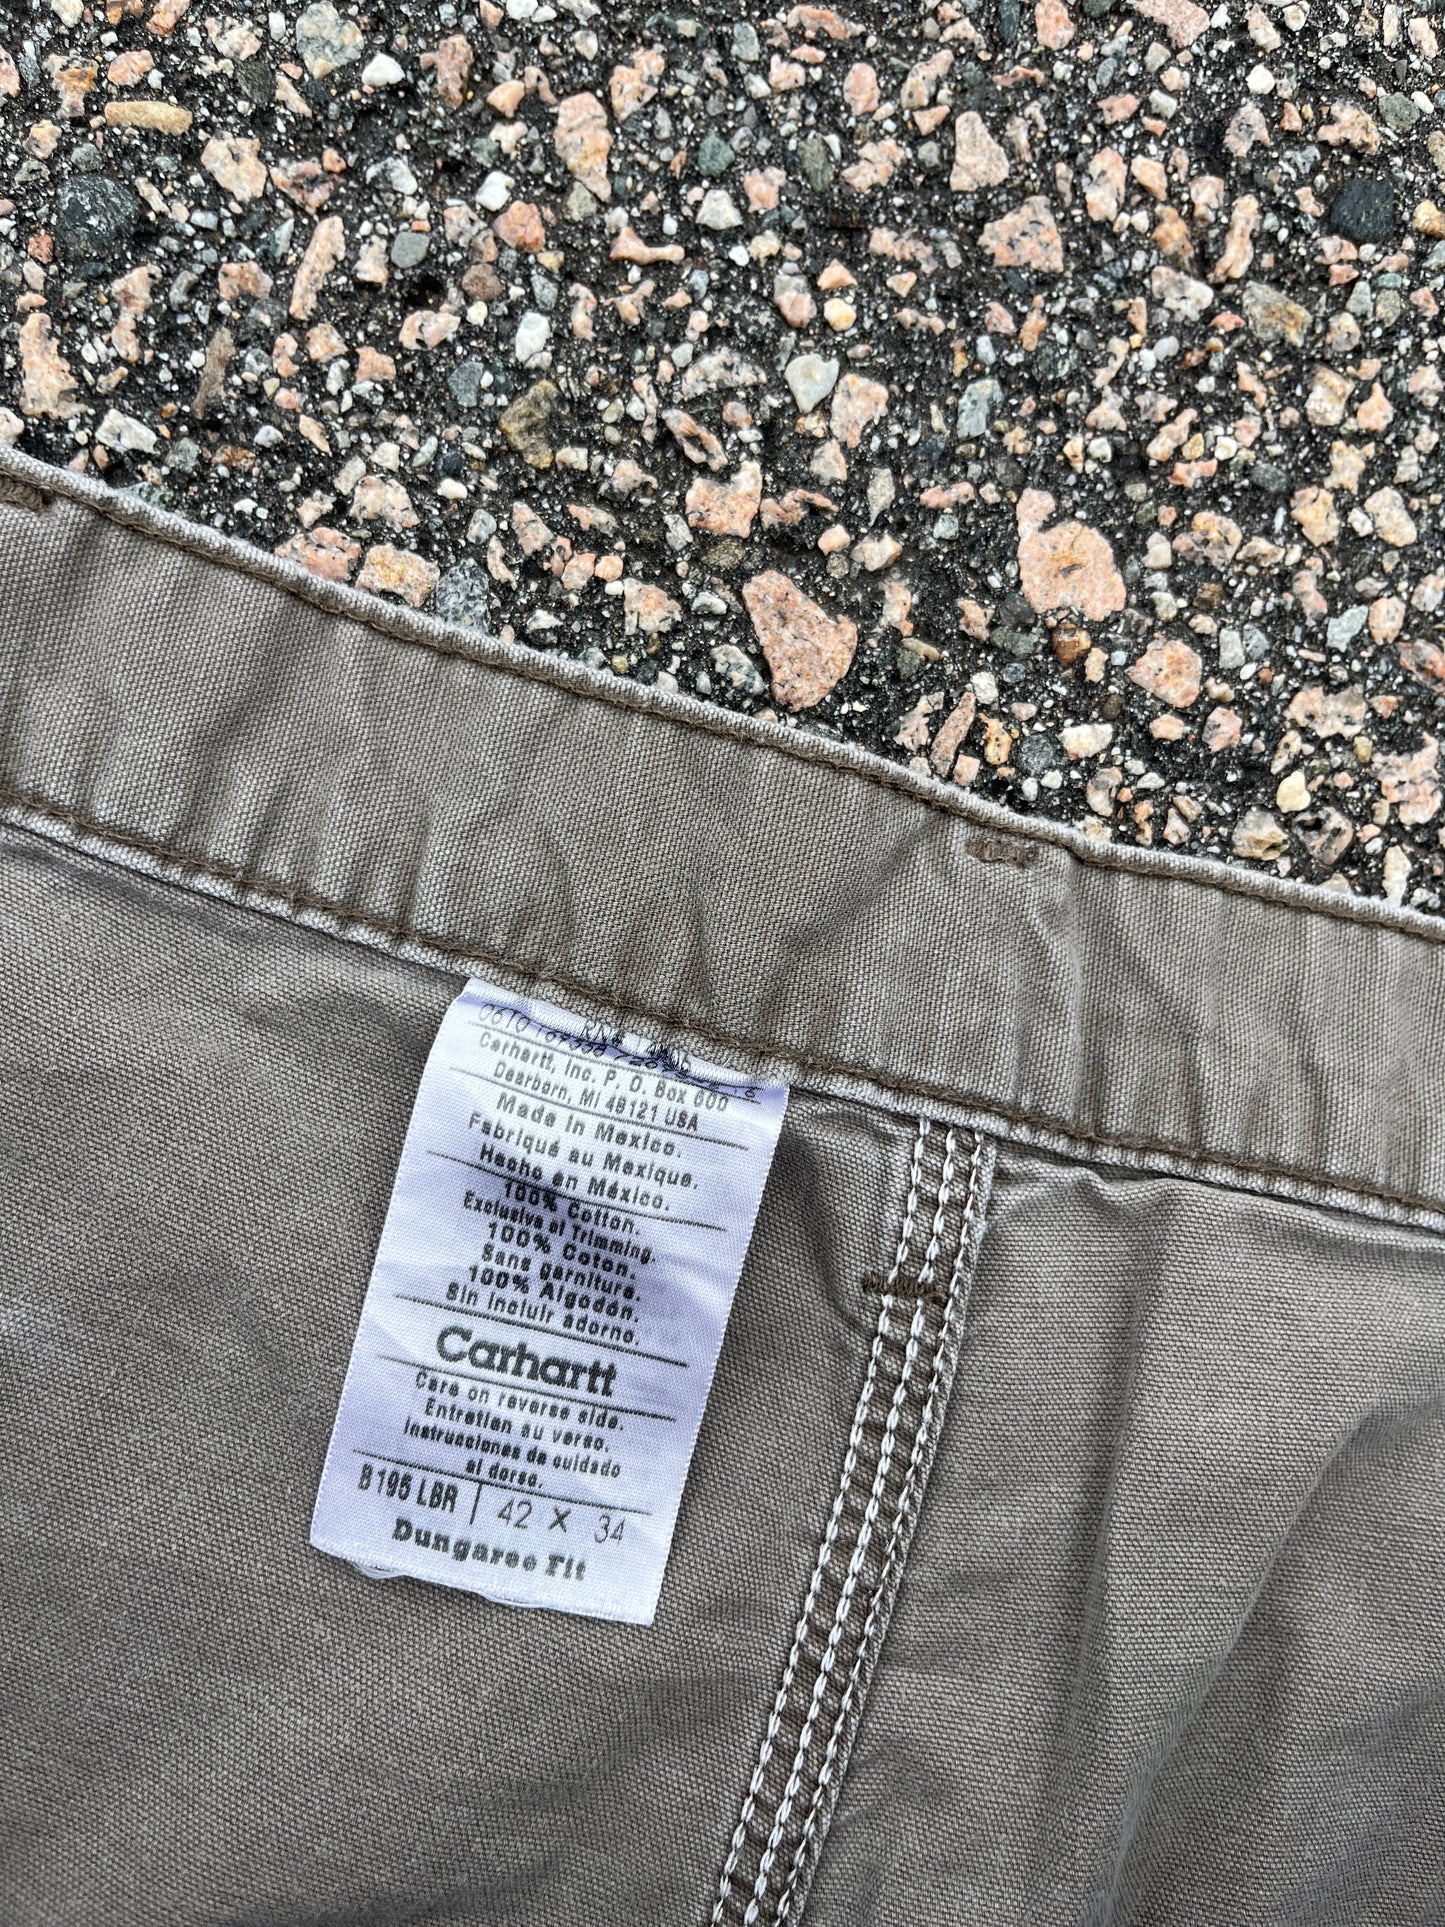 RN#
Carhartt, Inc. P. O. Box 600
Dearborn, MI 48121 USA
Made in Mexico.
Fabriqué au Mexique.
Hecho en México.
100% Cotton.
Exclusive of Trimming.
100% Coton.
Sans garniture.
100% Algodón.
Sin incluir adorno.
Carhartt
Care on reverse side.
Entretien au verso.
Instrucciones de cuidado
al dorso.
B195 LBR | 42 X 34
Dungaree Fit